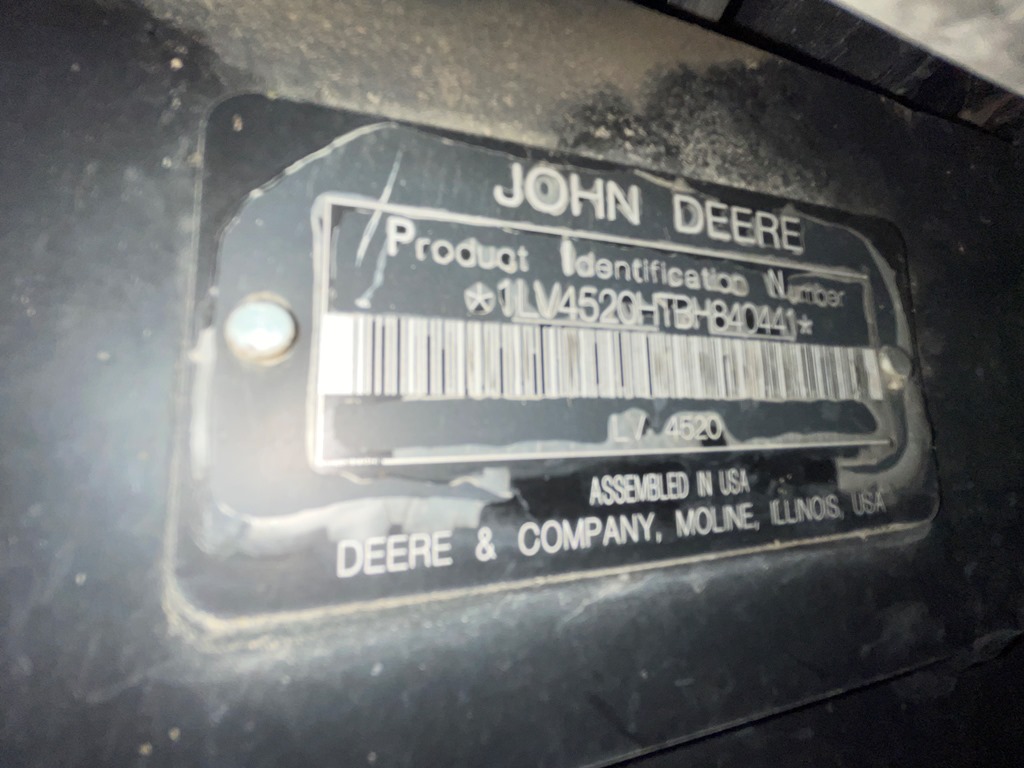 JOHN DEERE
Product Identification Number
*1LV4520HTBH840441*
LV 4520
ASSEMBLED IN USA
DEERE & COMPANY, MOLINE, ILLINOIS, USA